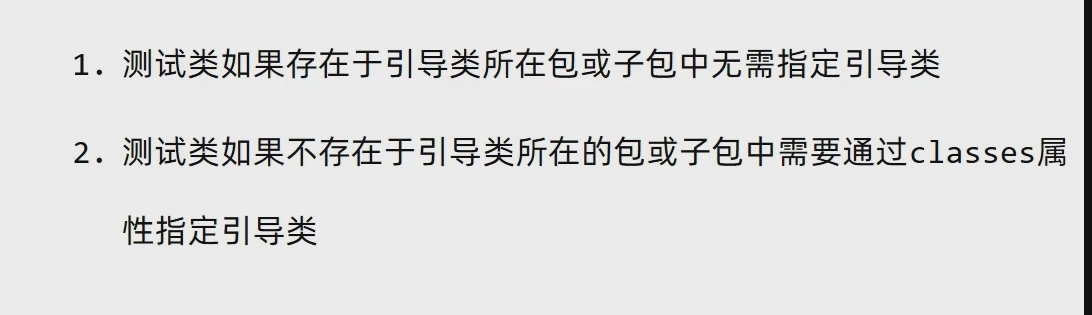 1. 测试类如果存在于引导类所在包或子包中无需指定引导类
2. 测试类如果不存在于引导类所在的包或子包中需要通过classes属
性指定引导类